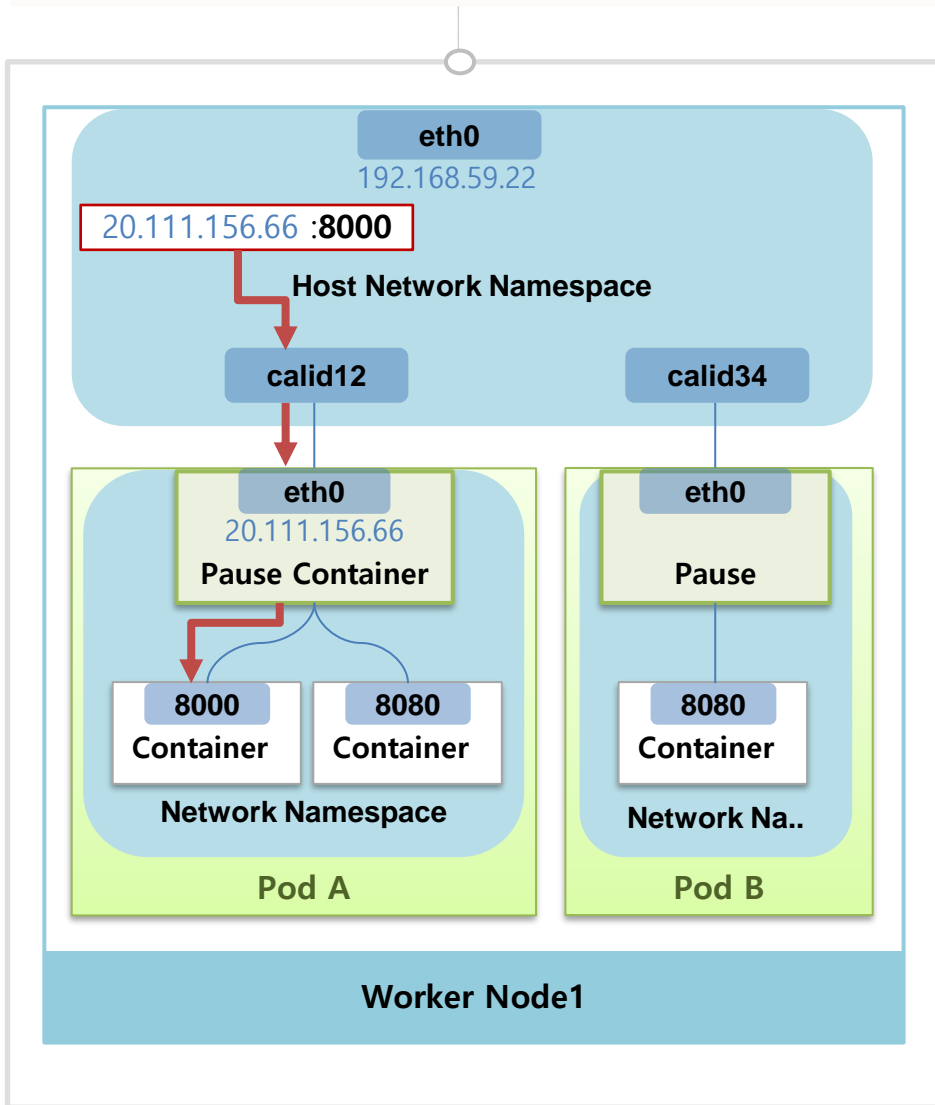 eth0
192.168.59.22
20.111.156.66 :8000
Host Network Namespace
calid12
calid34
eth0
20.111.156.66
Pause Container
eth0
Pause
8000
Container
8080
Container
8080
Container
Network Namespace
Network Na..
Pod A
Pod B
Worker Node1